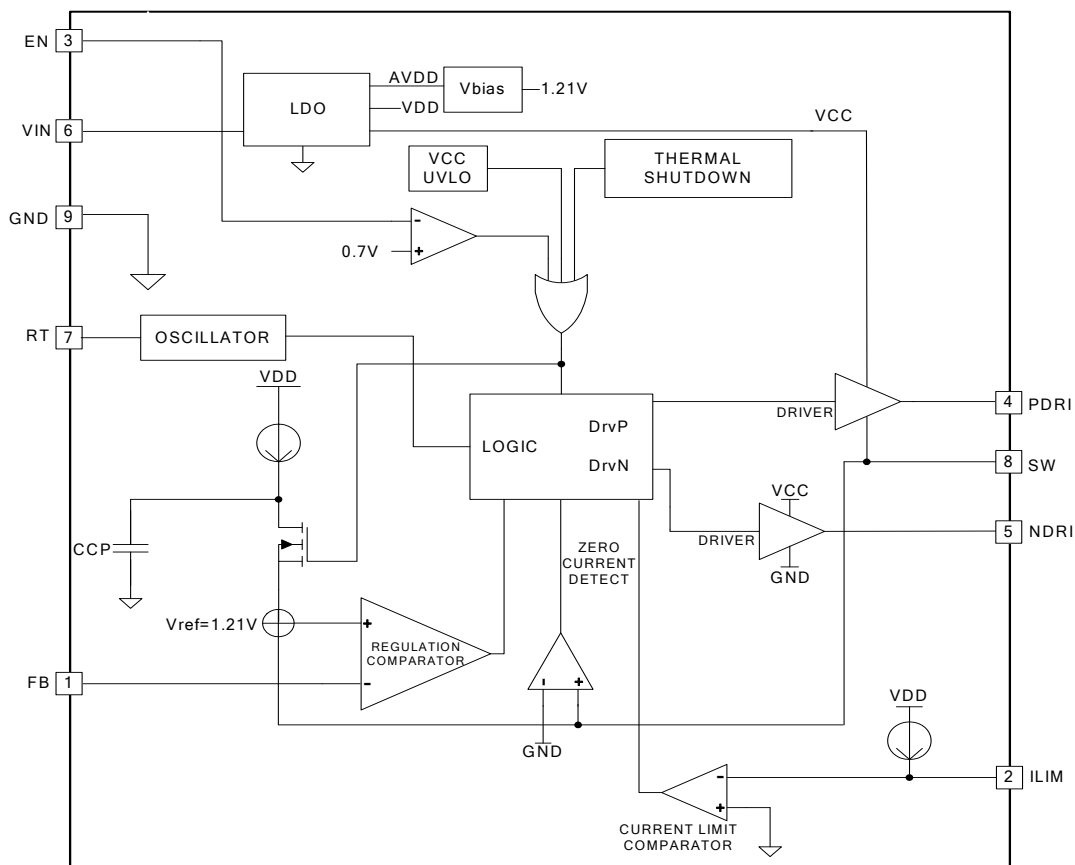 EN 3
AVDD
Vbias
1.21V
LDO
VDD
VIN 6
VCC
VCC
UVLO
THERMAL
SHUTDOWN
GND 9
-
0.7V +
RT 7
OSCILLATOR
VDD
DrvP
LOGIC
DrvN
DRIVER
4 PDRI
8 SW
VCC
DRIVER
5 NDRI
GND
CCP
ZERO
CURRENT
DETECT
Vref=1.21V
+
REGULATION
COMPARATOR
-
FB 1
- +
GND
VDD
-
2 ILIM
+
CURRENT LIMIT
COMPARATOR